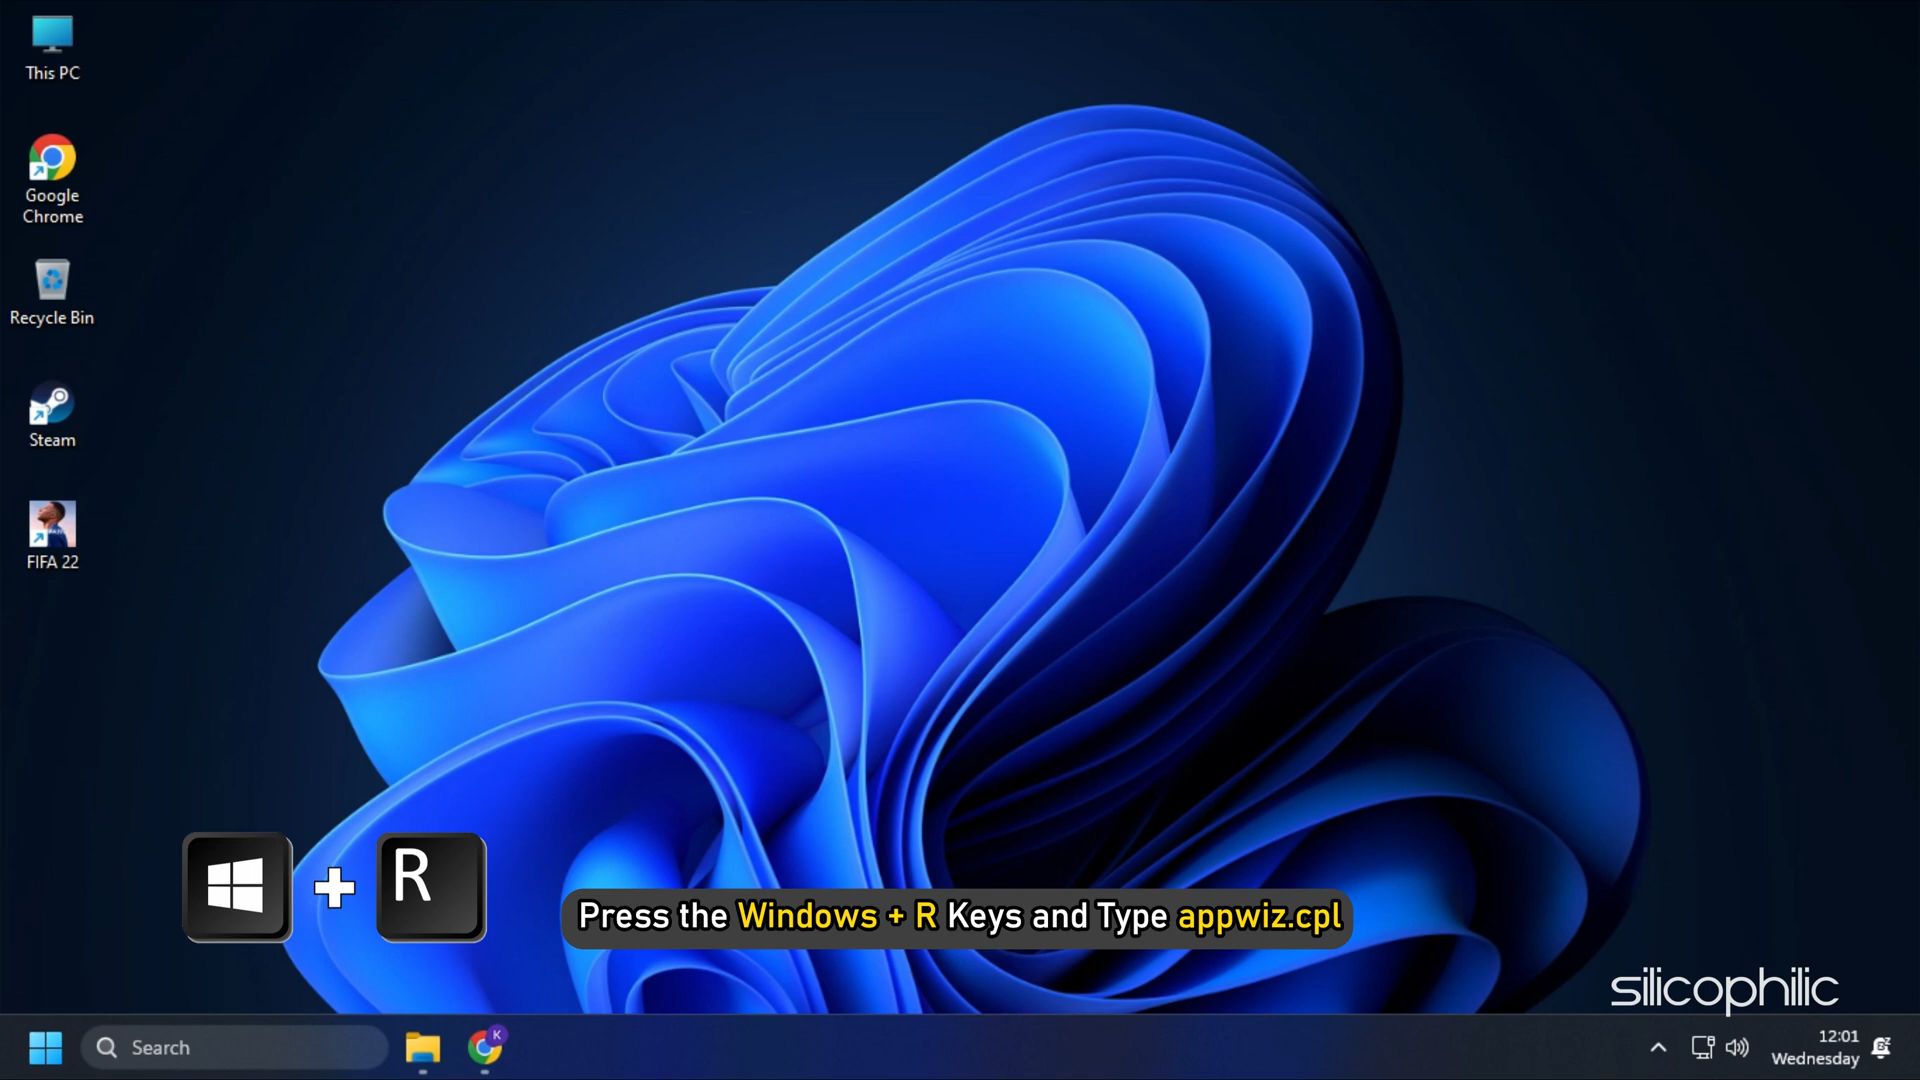 This PC
Google
Chrome
Recycle Bin
Steam
FIFA 22
R
Press the Windows + R Keys and Type appwiz.cpl
silicophilic
Search
K
12:01
Wednesday